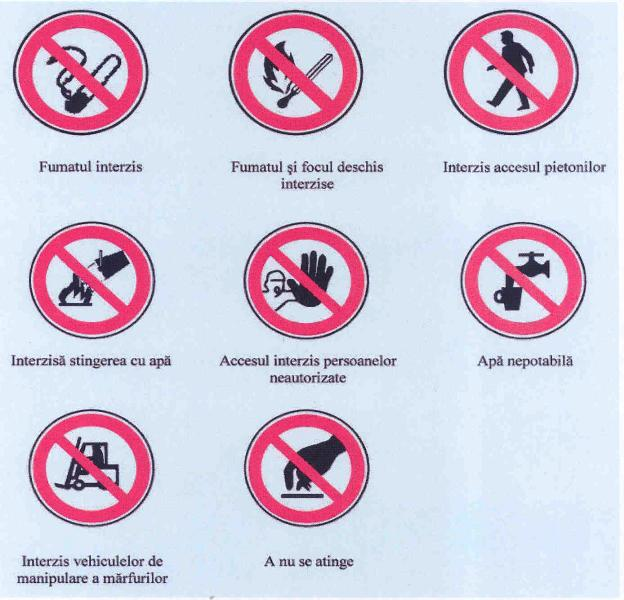 Fumatul interzis
Fumatul și focul deschis
interzise
Interzis accesul pietonilor
Interzisă stingerea cu apă
Accesul interzis persoanelor
neautorizate
Apă nepotabilă
Interzis vehiculelor de
manipulare a mărfurilor
A nu se atinge